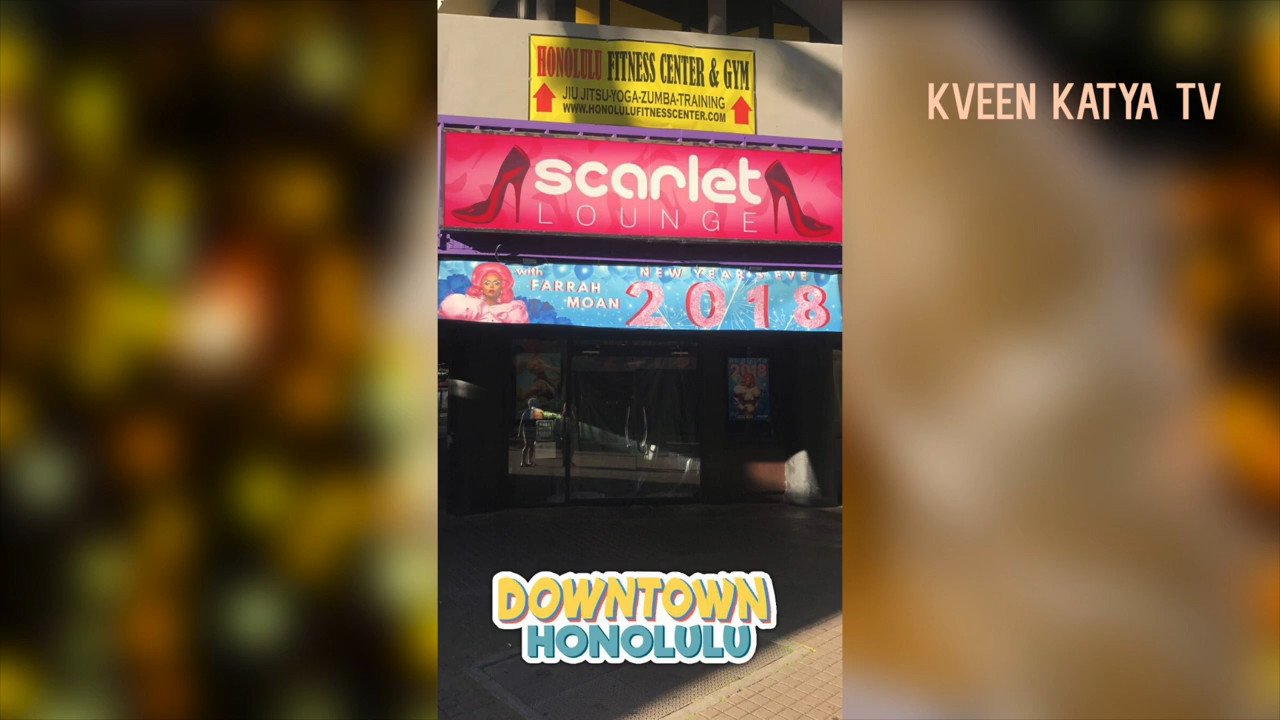 HONOLULU FITNESS CENTER & GYM
JIU JITSU-YOGA-ZUMBA-TRAINING
WWW.HONOLULUFITNESSCENTER.COM
KVEEN KATYA TV
scarlet
LOUNGE
with
FARRAH
MOAN
NEW YEAR'S EVE
2018
2018
DOWNTOWN
HONOLULU